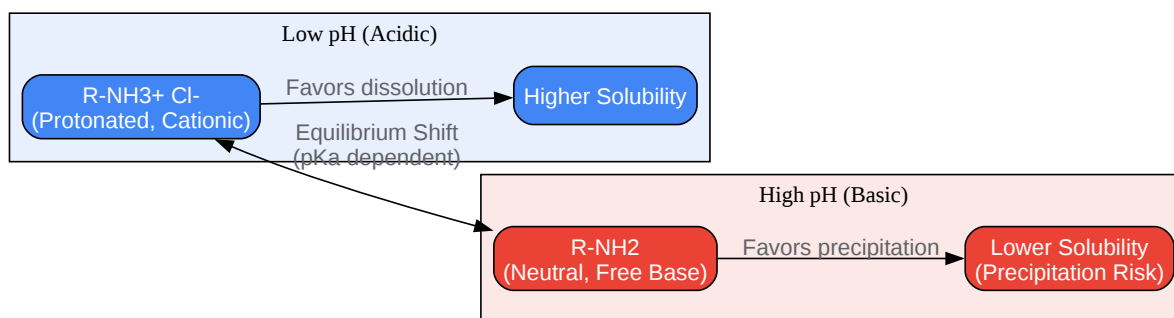 Low pH (Acidic)
R-NH3+ Cl-
(Protonated, Cationic)
Favors dissolution
Higher Solubility
Equilibrium Shift
(pKa dependent)
High pH (Basic)
R-NH2
(Neutral, Free Base)
Favors precipitation
Lower Solubility
(Precipitation Risk)